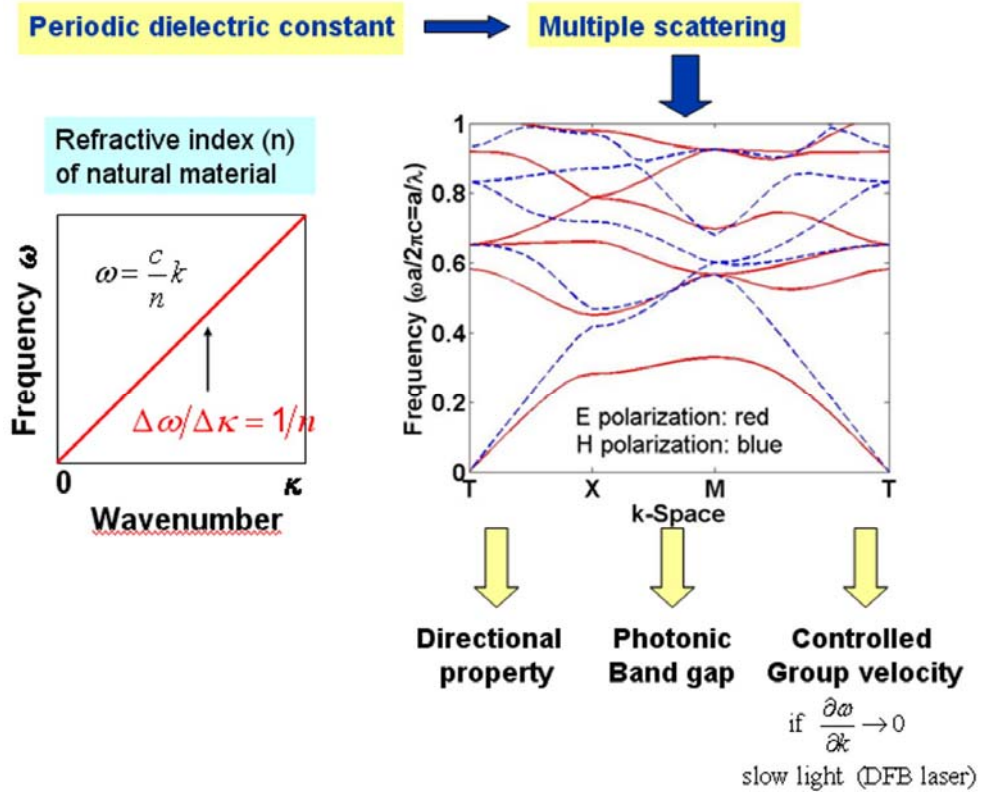 Periodic dielectric constant
Multiple scattering
Refractive index (n)
of natural material
Frequency ω
ω = c/n k
Δω/Δκ = 1/n
0
κ
Wavenumber
Frequency (ωa/2πc=a/λ)
1
0.8
0.6
0.4
0.2
0
E polarization: red
H polarization: blue
T
X
M
T
k-Space
Directional
property
Photonic
Band gap
Controlled
Group velocity
if ∂ω/∂k → 0
slow light (DFB laser)